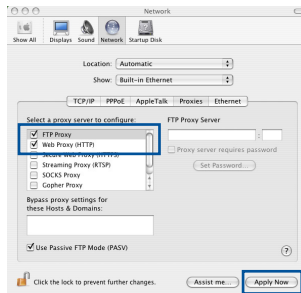 Network
Show All Displays Sound Network Startup Disk
Location: Automatic
Show: Built-in Ethernet
TCP/IP PPPoE AppleTalk Proxies Ethernet
Select a proxy server to configure:
FTP Proxy Server
FTP Proxy
:
Web Proxy (HTTP)
Secure Web Proxy (HTTPS)
Proxy server requires password
Streaming Proxy (RTSP)
Set Password...
SOCKS Proxy
Gopher Proxy
Bypass proxy settings for
these Hosts & Domains:
Use Passive FTP Mode (PASV)
?
Click the lock to prevent further changes.
Assist me...
Apply Now